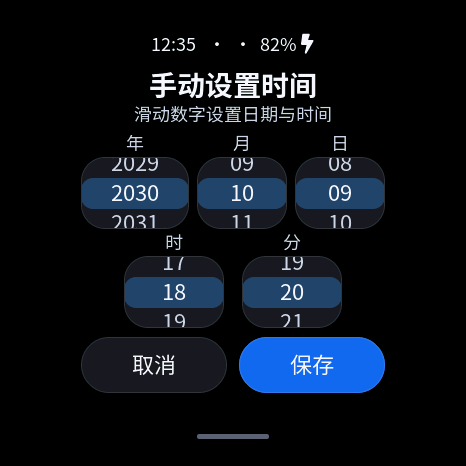 12:35 • • 82%
手动设置时间
滑动数字设置日期与时间
年 月 日
2029 09 08
2030 10 09
2031 11 10
时 分
17 19
18 20
19 21
取消 保存